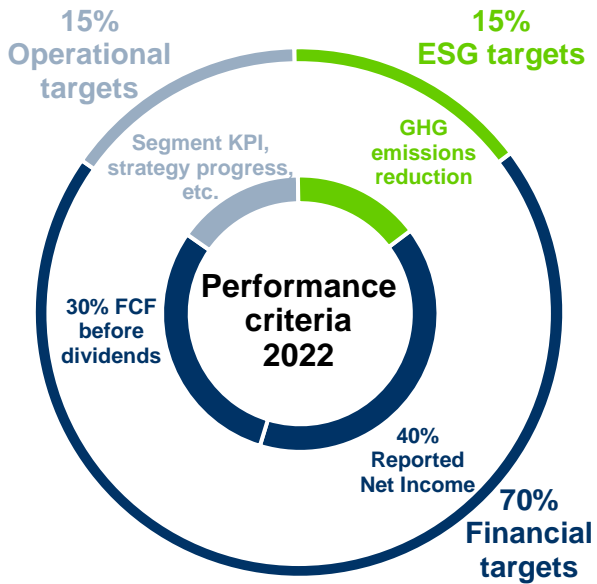 15%
Operational
targets
15%
ESG targets
Segment KPI,
strategy progress,
etc.
GHG
emissions
reduction
Performance
criteria
2022
30% FCF
before
dividends
40%
Reported
Net Income
70%
Financial
targets